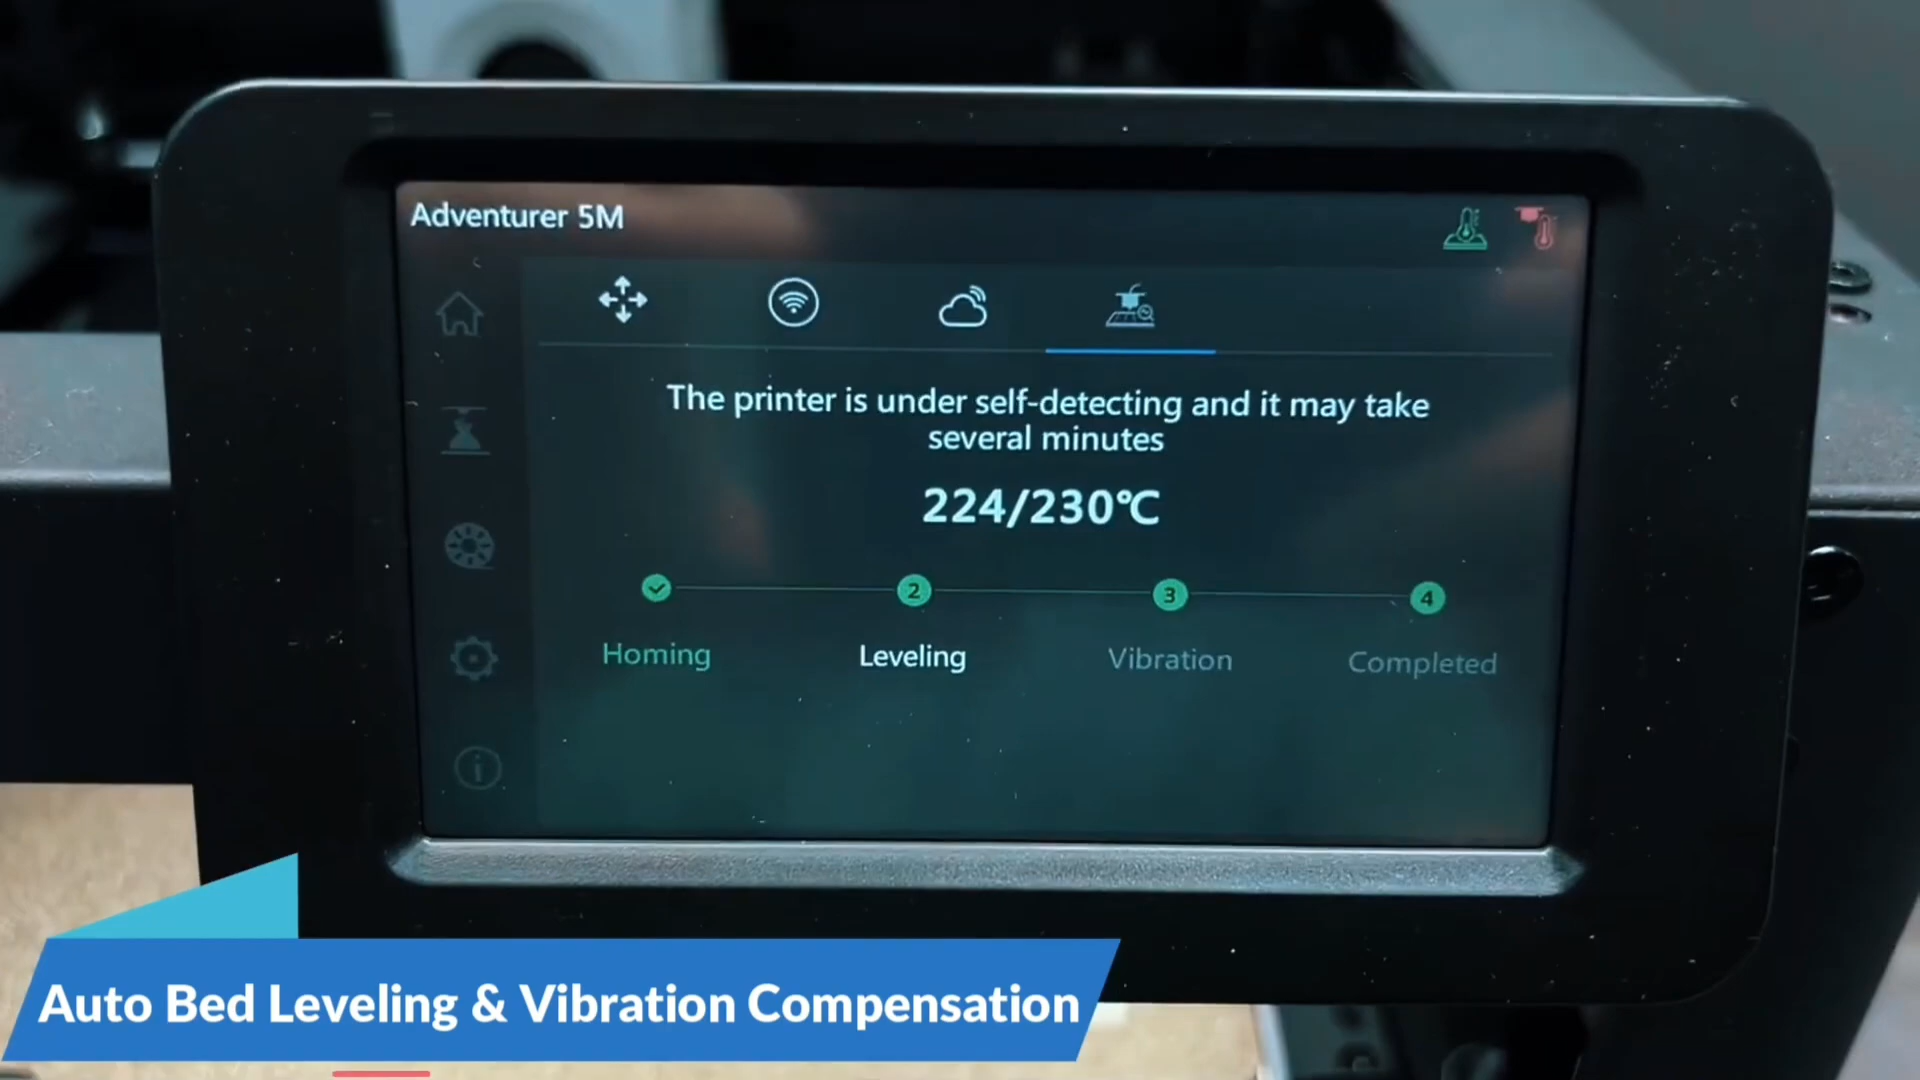 Adventurer 5M
The printer is under self-detecting and it may take
several minutes
224/230℃
2
3
4
Homing
Leveling
Vibration
Completed
Auto Bed Leveling & Vibration Compensation